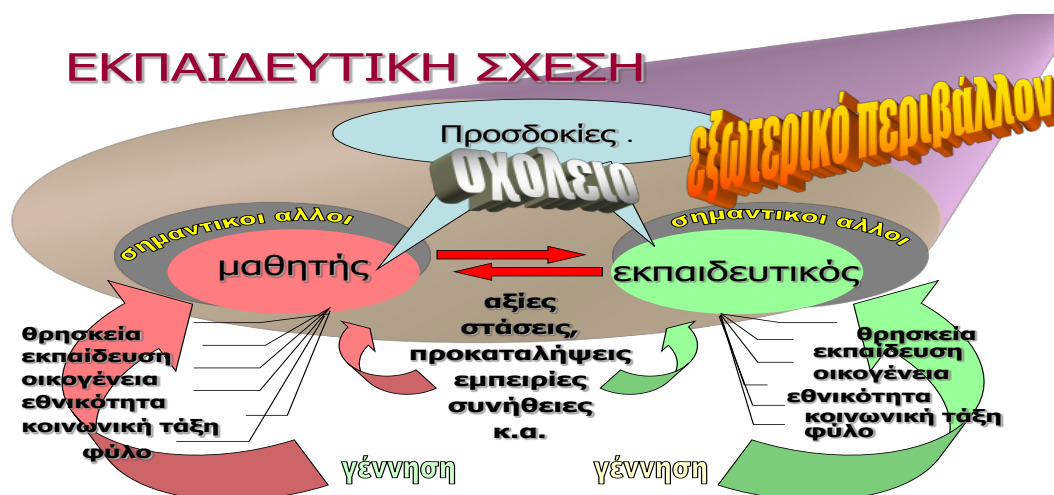 ΕΚΠΑΙΔΕΥΤΙΚΗ ΣΧΕΣΗ
εξωτερικό περιβάλλον
Προσδοκίες .
σχολειο
σημαντικοι αλλοι
σημαντικοι αλλοι
μαθητής
εκπαιδευτικός
αξίες
στάσεις,
προκαταλήψεις
εμπειρίες
συνήθειες
κ.α.
θρησκεία
εκπαίδευση
οικογένεια
εθνικότητα
κοινωνική τάξη
φύλο
θρησκεία
εκπαίδευση
οικογένεια
εθνικότητα
κοινωνική τάξη
φύλο
γέννηση
γέννηση